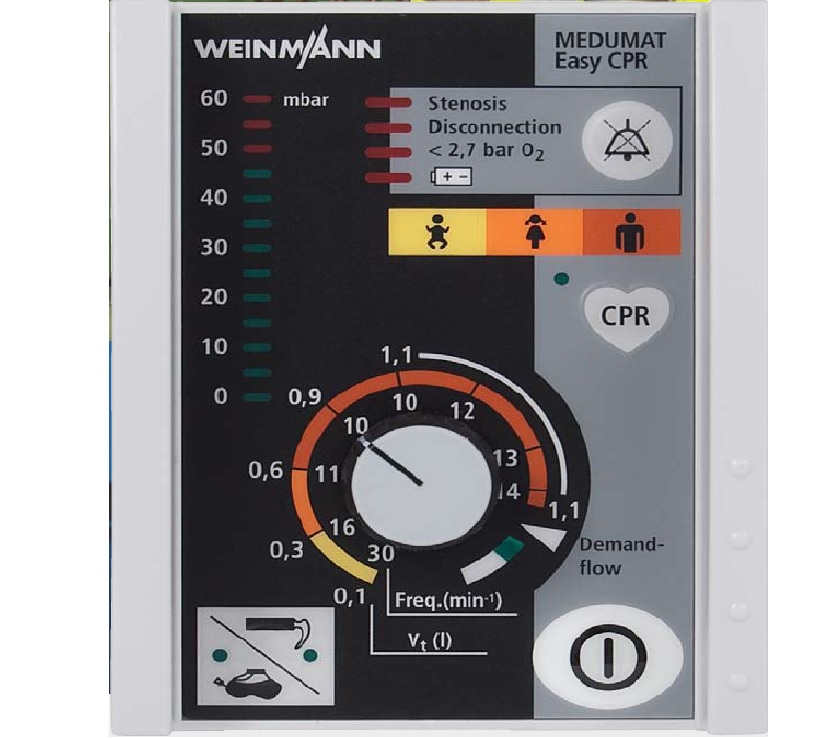 WEINMANN
MEDUMAT
Easy CPR
60 mbar
50
40
30
20
10
0
Stenosis
Disconnection
< 2,7 bar O₂
+ −
CPR
1,1
0,9
10
12
10
13
0,6
11
14
1,1
16
0,3
30
0,1
Demand-
flow
Freq.(min⁻¹)
Vₜ (l)